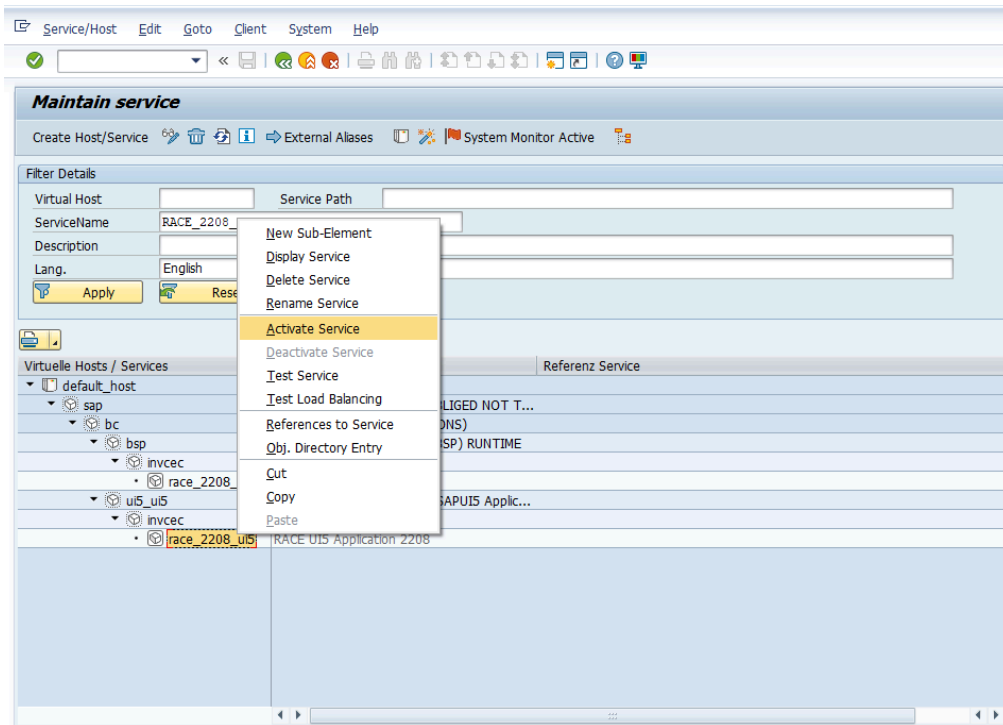 Service/Host Edit Goto Client System Help
Maintain service
Create Host/Service External Aliases System Monitor Active
Filter Details
Virtual Host Service Path
ServiceName RACE_2208_
Description
Lang. English
Apply Rese
New Sub-Element
Display Service
Delete Service
Rename Service
Activate Service
Deactivate Service
Test Service
Test Load Balancing
References to Service
Obj. Directory Entry
Cut
Copy
Paste
Virtuelle Hosts / Services Referenz Service
default_host
sap LIGED NOT T...
bc NS)
bsp SP) RUNTIME
invcec
race_2208_
ui5_ui5 SAPUI5 Applic...
invcec
race_2208_ui5 RACE UI5 Application 2208